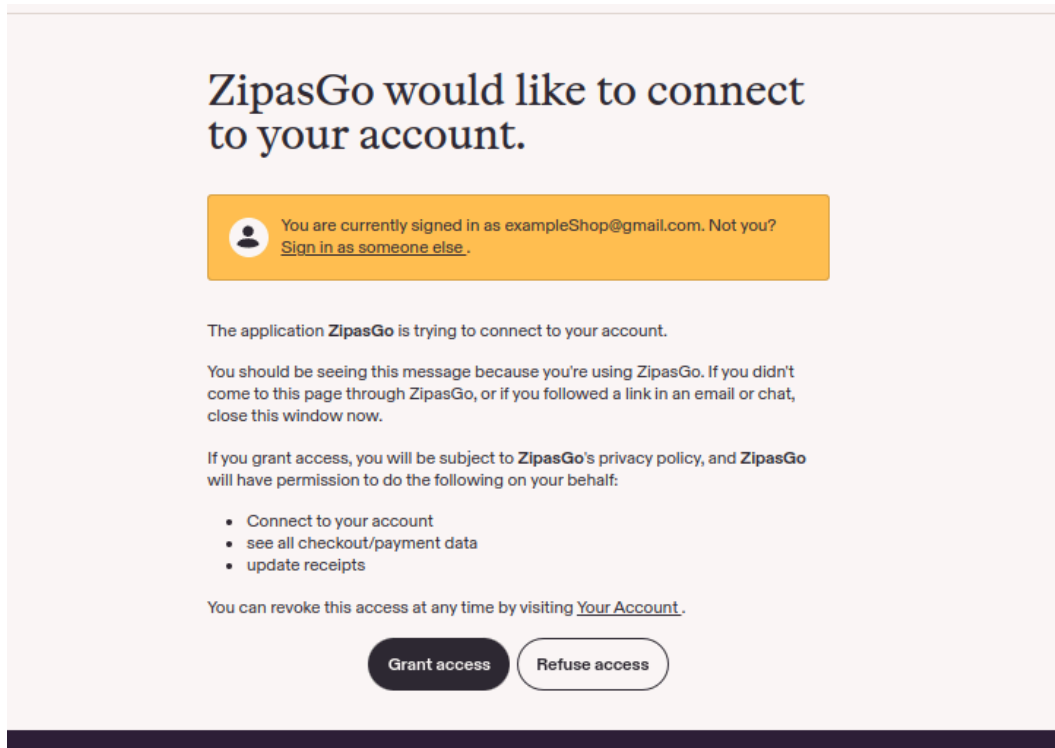 ZipasGo would like to connect
to your account.
You are currently signed in as exampleShop@gmail.com. Not you?
Sign in as someone else .
The application ZipasGo is trying to connect to your account.
You should be seeing this message because you're using ZipasGo. If you didn't
come to this page through ZipasGo, or if you followed a link in an email or chat,
close this window now.
If you grant access, you will be subject to ZipasGo's privacy policy, and ZipasGo
will have permission to do the following on your behalf:
• Connect to your account
• see all checkout/payment data
• update receipts
You can revoke this access at any time by visiting Your Account .
Grant access Refuse access